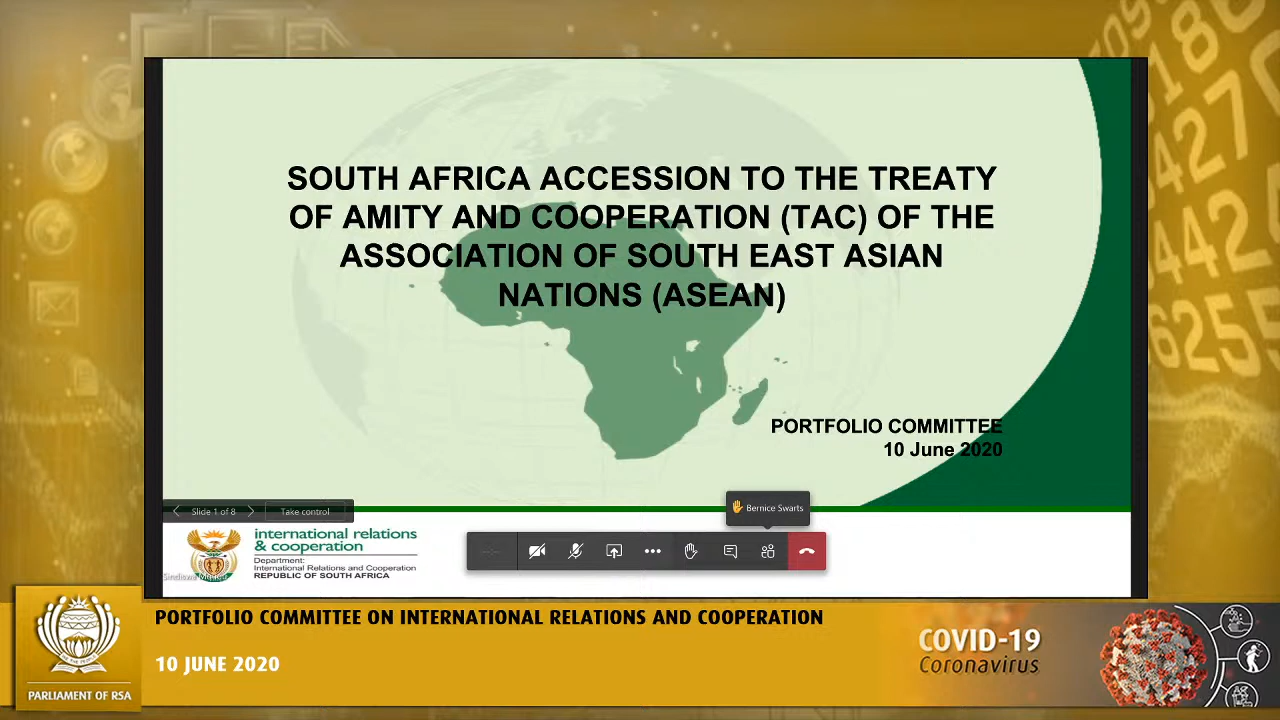 SOUTH AFRICA ACCESSION TO THE TREATY
OF AMITY AND COOPERATION (TAC) OF THE
ASSOCIATION OF SOUTH EAST ASIAN
NATIONS (ASEAN)
PORTFOLIO COMMITTEE
10 June 2020
Slide 1 of 8
Take control
Bernice Swarts
international relations
& cooperation
Department:
International Relations and Cooperation
REPUBLIC OF SOUTH AFRICA
PORTFOLIO COMMITTEE ON INTERNATIONAL RELATIONS AND COOPERATION
10 JUNE 2020
PARLIAMENT OF RSA
COVID-19
Coronavirus